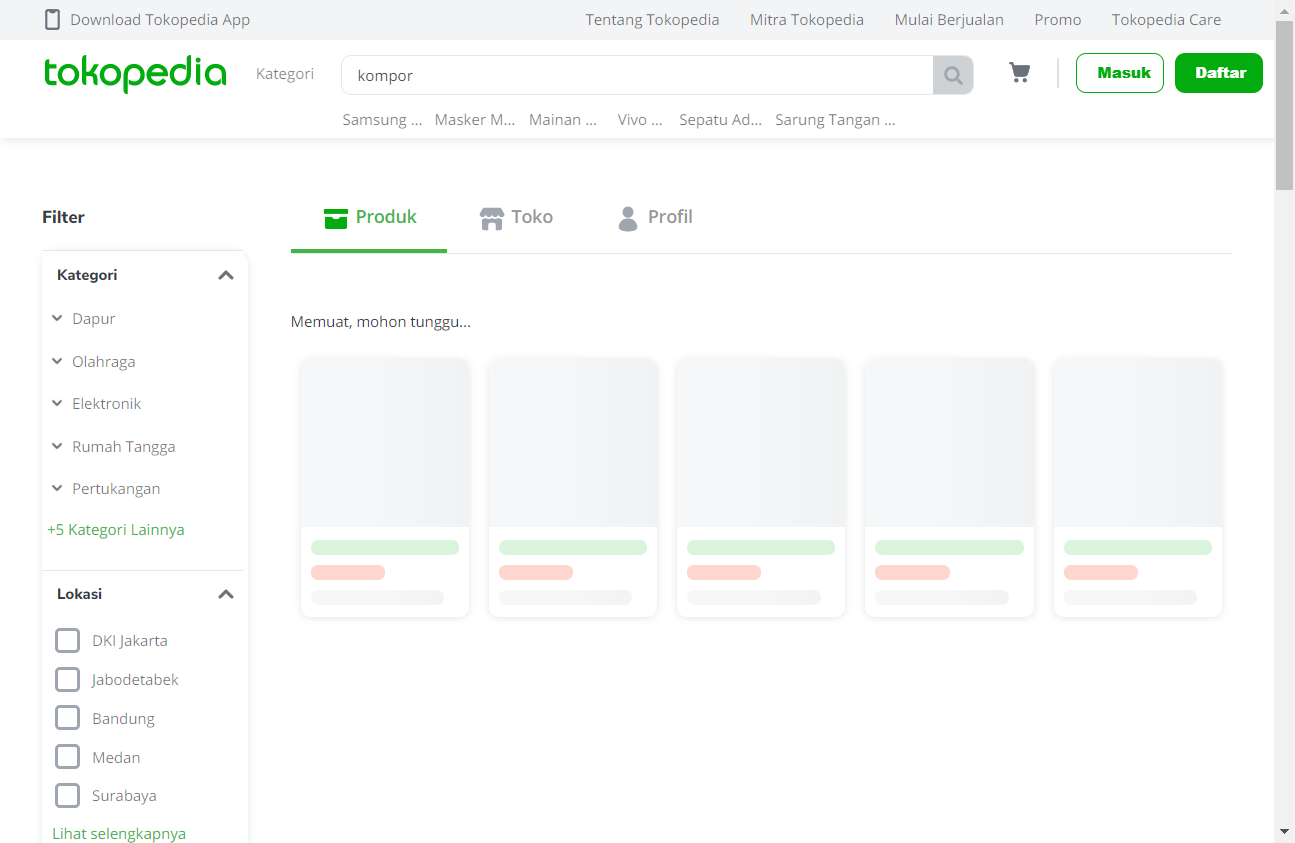 Download Tokopedia App
Tentang Tokopedia Mitra Tokopedia Mulai Berjualan Promo Tokopedia Care
tokopedia
Kategori
kompor
Masuk
Daftar
Samsung ... Masker M... Mainan ... Vivo ... Sepatu Ad... Sarung Tangan ...
Filter
Produk
Toko
Profil
Kategori
Dapur
Olahraga
Elektronik
Rumah Tangga
Pertukangan
+5 Kategori Lainnya
Memuat, mohon tunggu...
Lokasi
DKI Jakarta
Jabodetabek
Bandung
Medan
Surabaya
Lihat selengkapnya